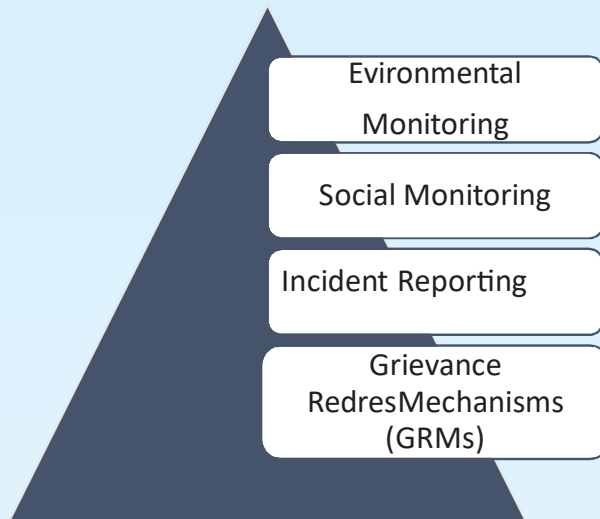 Evironmental
Monitoring
Social Monitoring
Incident Reporting
Grievance
RedresMechanisms
(GRMs)